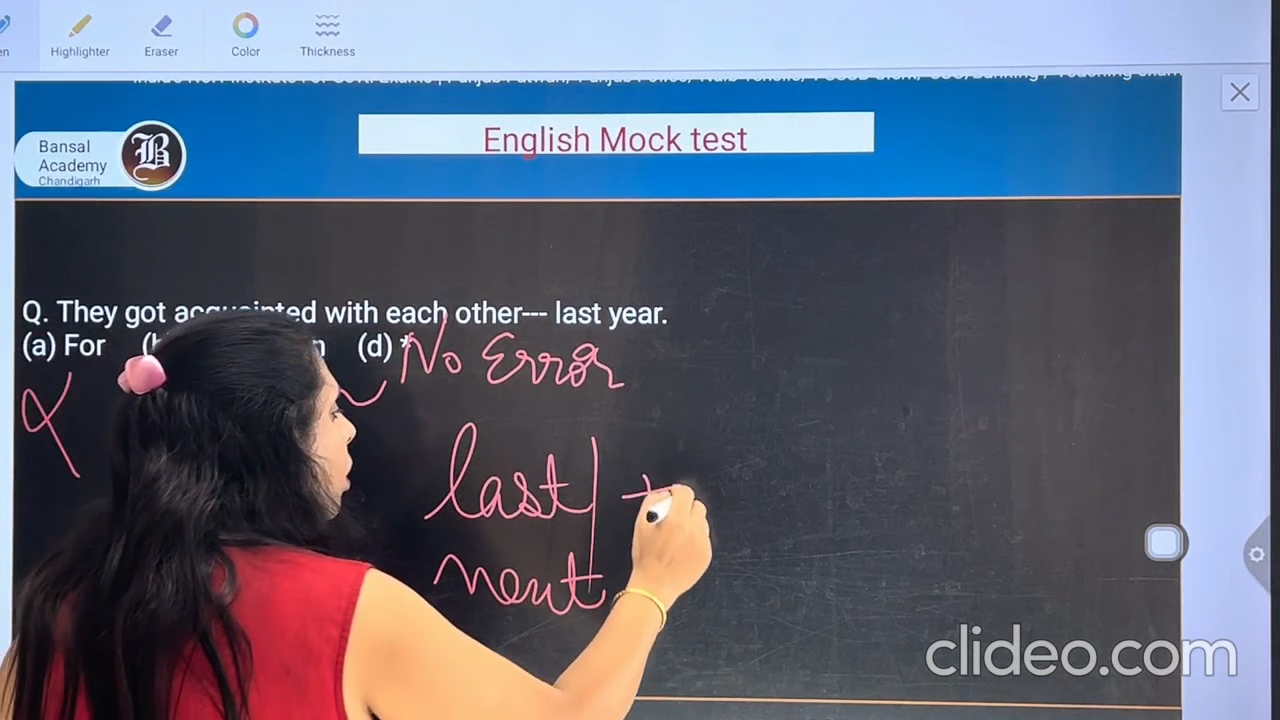 Highlighter Eraser Color Thickness
English Mock test
Bansal
Academy
Chandigarh
B
Q. They got acquainted with each other--- last year.
(a) For (d) *
No Error
last
next
clideo.com